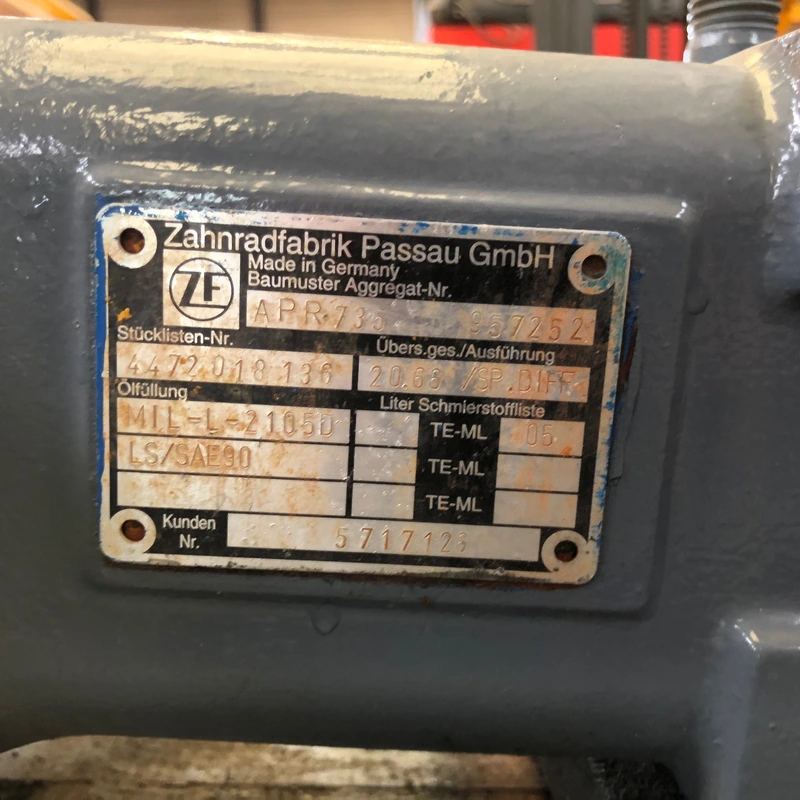 Zahnradfabrik Passau GmbH
ZF
Made in Germany
Baumuster Aggregat-Nr.
APR 735 957252
Stücklisten-Nr.
Übers.ges./Ausführung
4472 018 136
20.66 /SP.DIFF.
Ölfüllung
Liter Schmierstoffliste
MIL-L-2105D
TE-ML 05
LS/SAE90
TE-ML
TE-ML
Kunden
Nr.